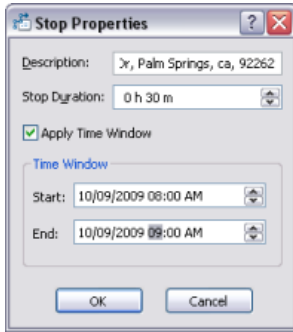 Stop Properties
Description: Dr, Palm Springs, ca, 92262
Stop Duration: 0 h 30 m
Apply Time Window
Time Window
Start: 10/09/2009 08:00 AM
End: 10/09/2009 09:00 AM
OK Cancel